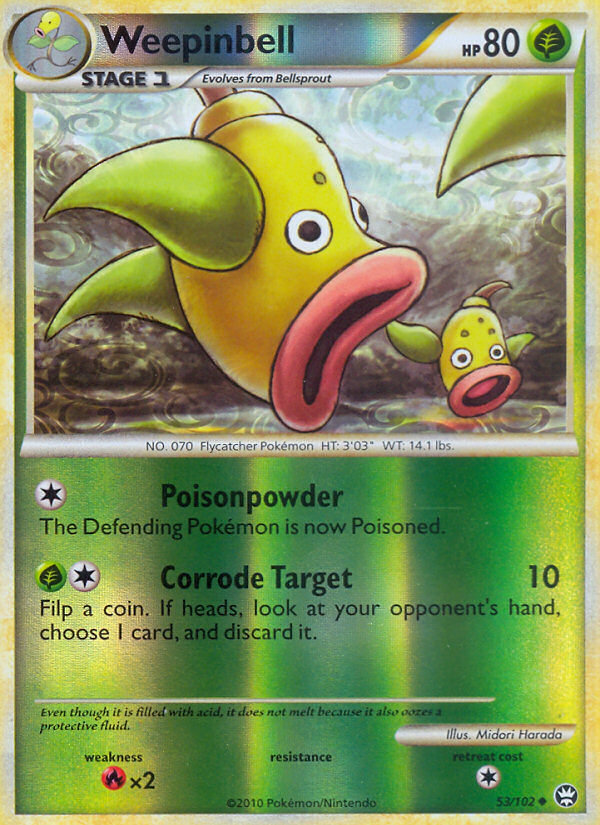 Weepinbell
HP 80
STAGE 1
Evolves from Bellsprout
NO. 070 Flycatcher Pokémon HT: 3'03" WT: 14.1 lbs.
Poisonpowder
The Defending Pokémon is now Poisoned.
Corrode Target 10
Filp a coin. If heads, look at your opponent's hand,
choose 1 card, and discard it.
Even though it is filled with acid, it does not melt because it also oozes a
protective fluid.
Illus. Midori Harada
weakness resistance retreat cost
×2
©2010 Pokémon/Nintendo
53/102